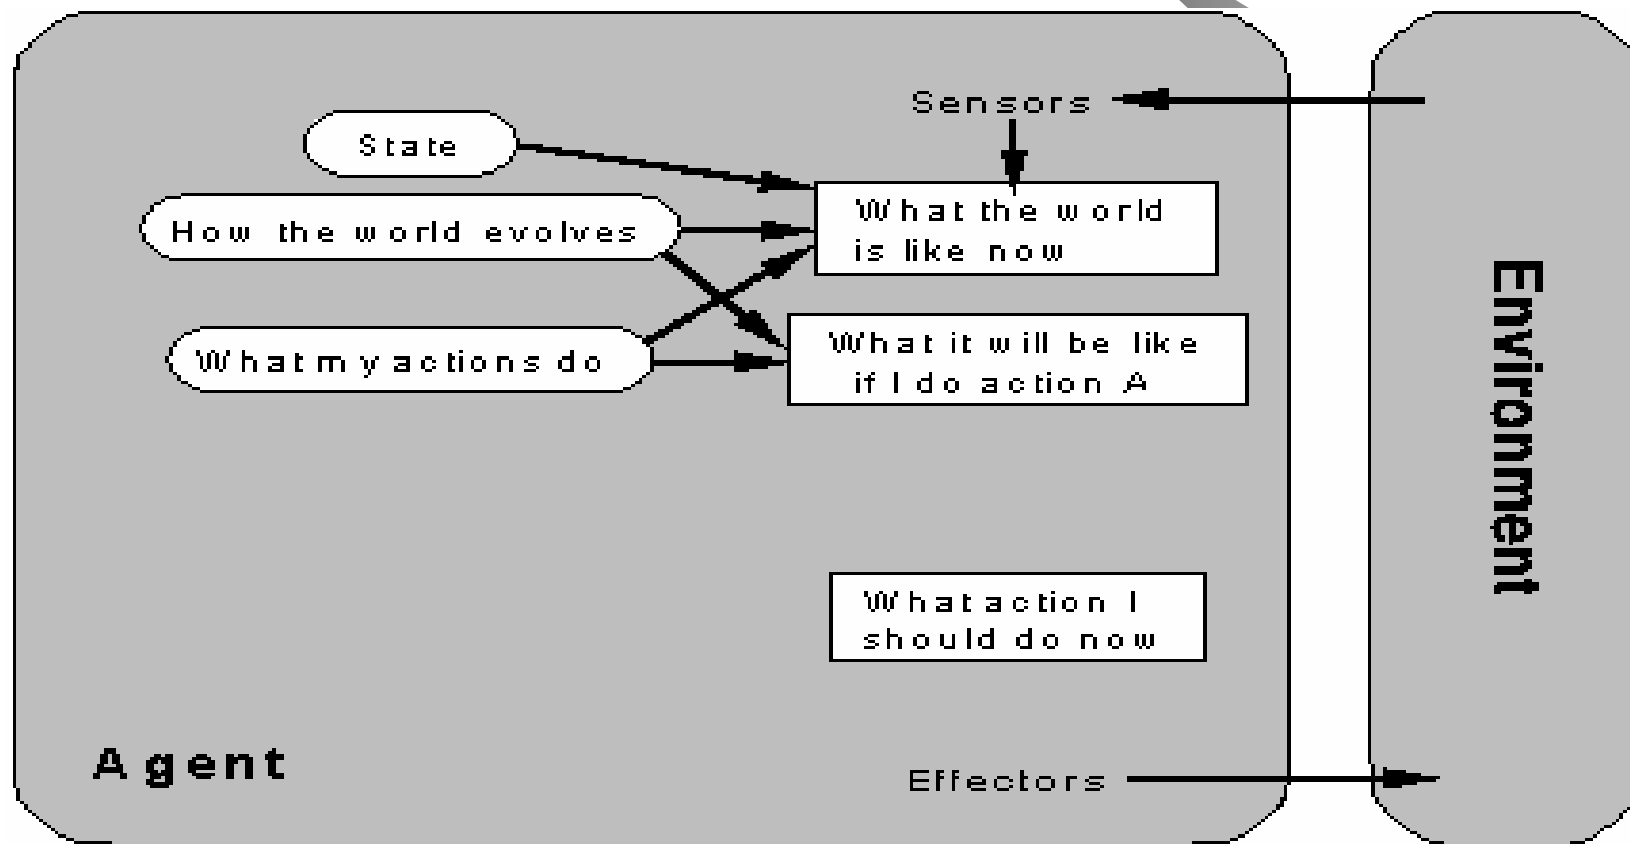 Sensors
State
What the world
is like now
How the world evolves
What it will be like
if I do action A
What my actions do
What action I
should do now
Agent
Effectors
Environment